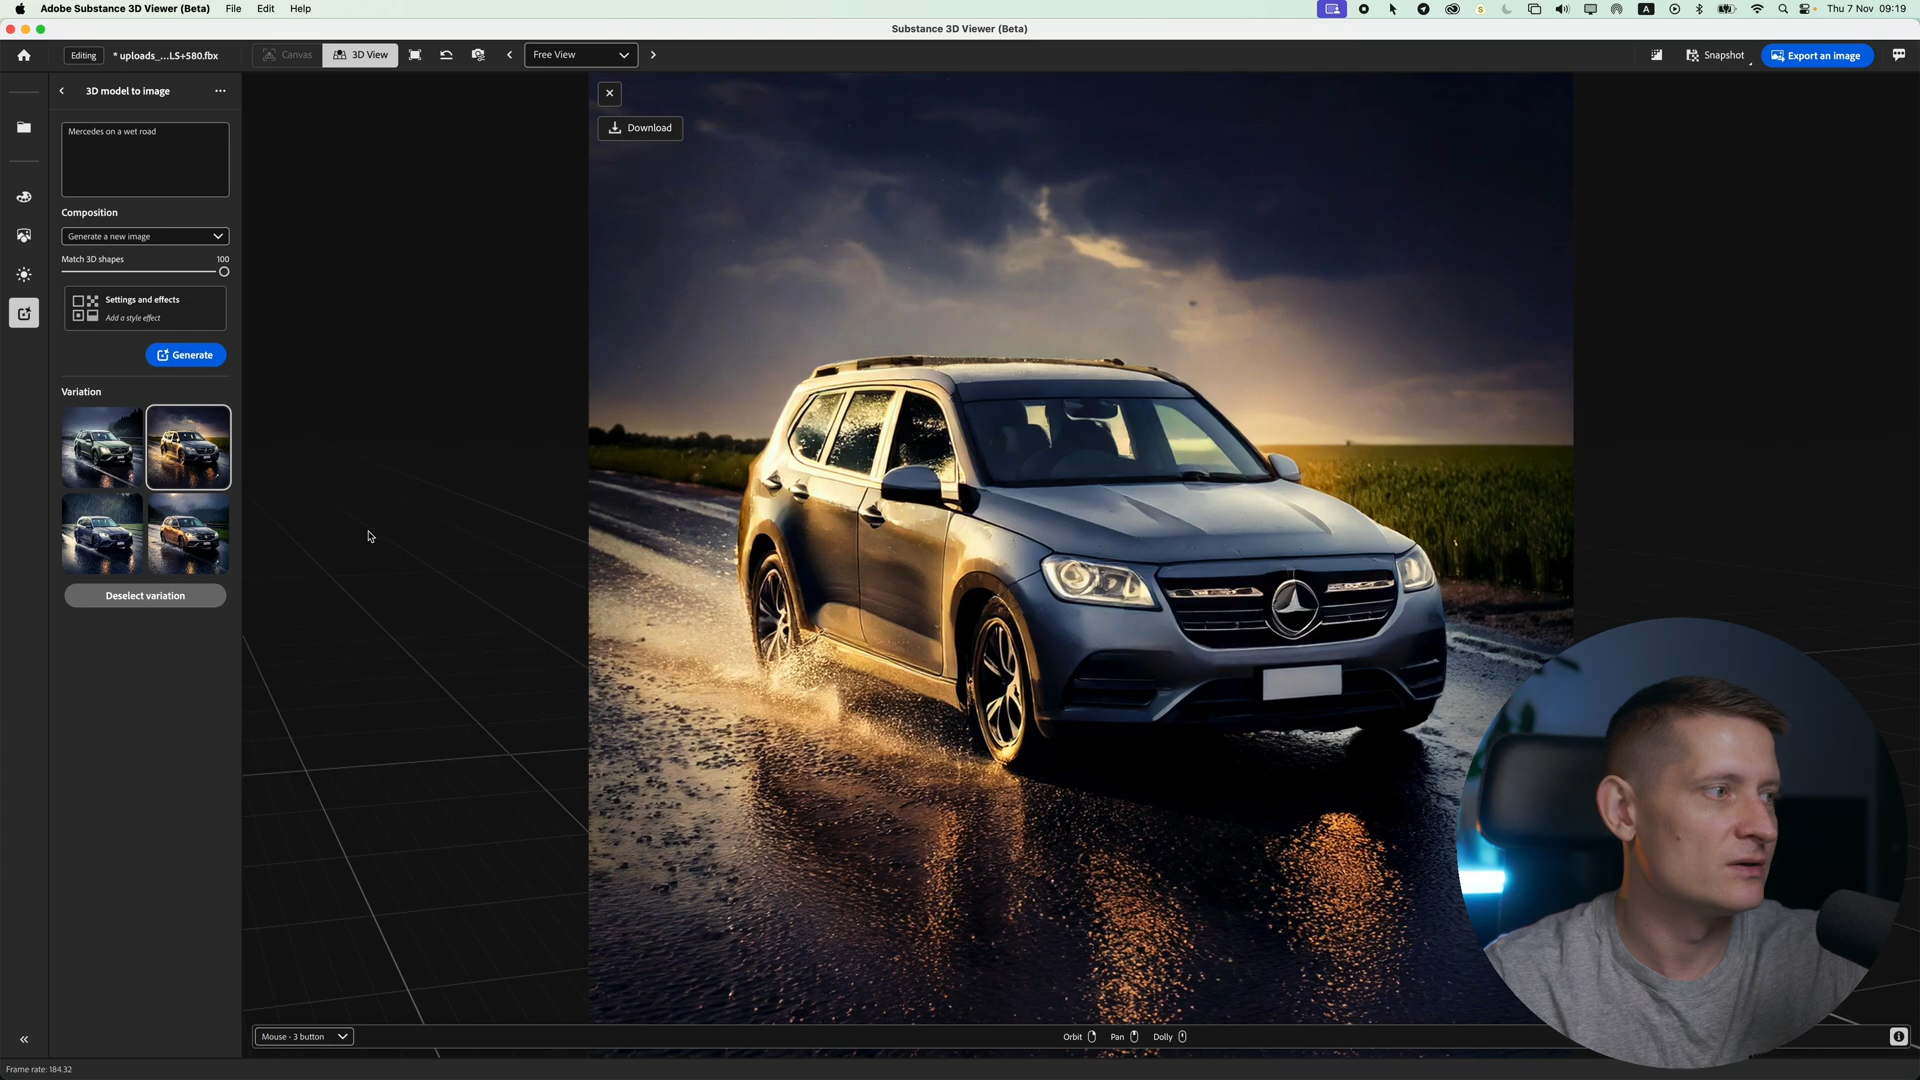 Adobe Substance 3D Viewer (Beta) File Edit Help
A Thu 7 Nov 09:19
Substance 3D Viewer (Beta)
Editing * uploads_...LS+580.fbx Canvas 3D View Free View Snapshot Export an image
3D model to image
Mercedes on a wet road
Composition
Generate a new image
Match 3D shapes 100
Settings and effects
Add a style effect
Generate
Variation
Deselect variation
Download
Mouse - 3 button Orbit Pan Dolly
Frame rate: 184.32